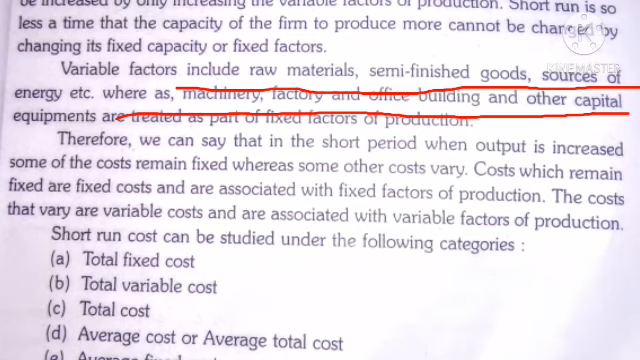 be increased by only increasing the variable factors of production. Short run is so
less a time that the capacity of the firm to produce more cannot be changed by
changing its fixed capacity or fixed factors.
Variable factors include raw materials, semi-finished goods, sources of
energy etc. where as, machinery, factory and office building and other capital
equipments are treated as part of fixed factors of production.
Therefore, we can say that in the short period when output is increased
some of the costs remain fixed whereas some other costs vary. Costs which remain
fixed are fixed costs and are associated with fixed factors of production. The costs
that vary are variable costs and are associated with variable factors of production.
Short run cost can be studied under the following categories :
(a) Total fixed cost
(b) Total variable cost
(c) Total cost
(d) Average cost or Average total cost
(e) Average fixed cost
KINEMASTER